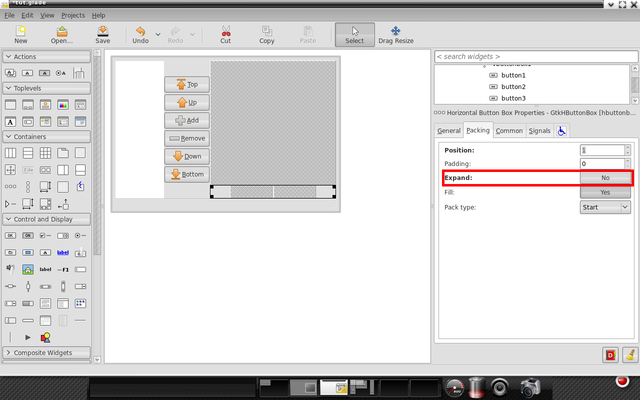 *tut.glade
File Edit View Projects Help
New Open... Save Undo Redo Cut Copy Paste Select Drag Resize
Actions
Toplevels
Containers
Control and Display
label
label
Composite Widgets
Top
Up
Add
Remove
Down
Bottom
< search widgets >
button1
button2
button3
Horizontal Button Box Properties - GtkHButtonBox [hbuttonb...
General Packing Common Signals
Position: 1
Padding: 0
Expand: No
Fill: Yes
Pack type: Start